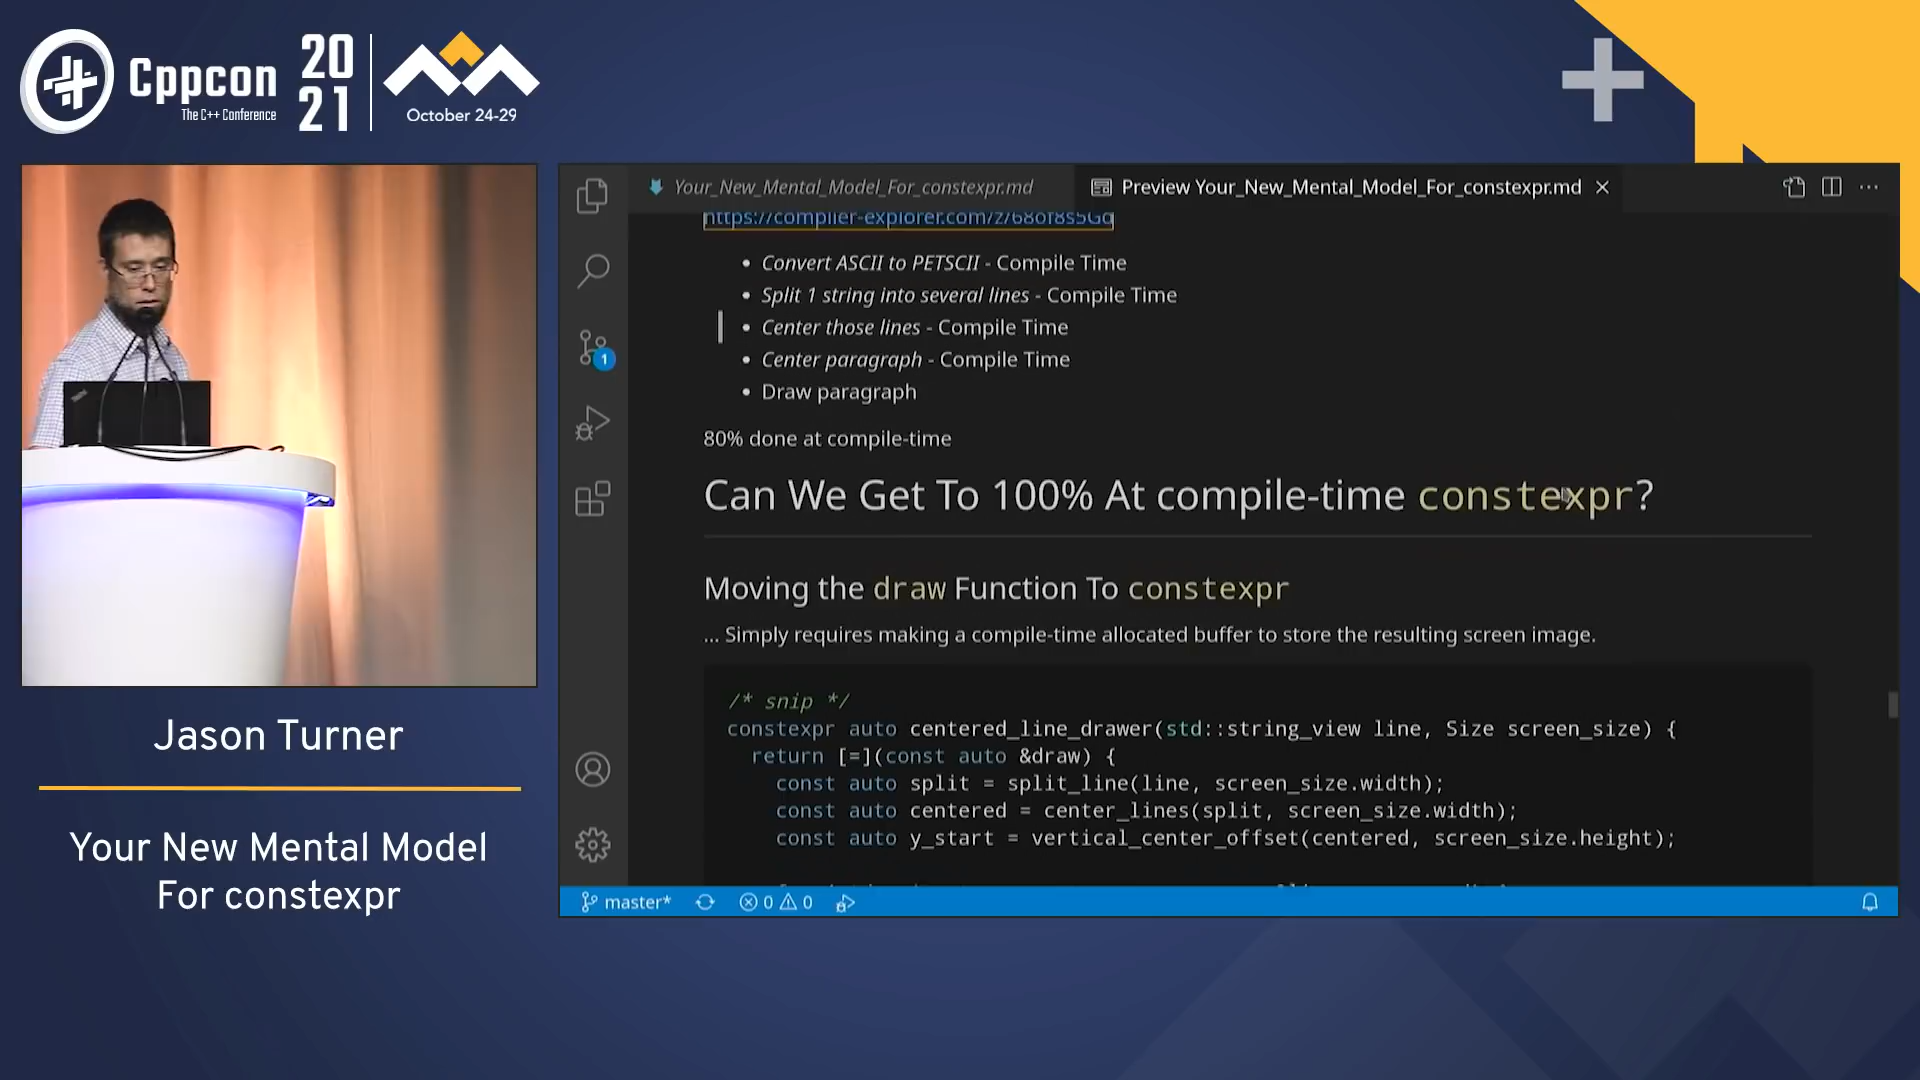 Cppcon
The C++ Conference
20
21
October 24-29
Your_New_Mental_Model_For_constexpr.md
Preview Your_New_Mental_Model_For_constexpr.md
https://compiler-explorer.com/z/68of8s5Gd
• Convert ASCII to PETSCII - Compile Time
• Split 1 string into several lines - Compile Time
• Center those lines - Compile Time
• Center paragraph - Compile Time
• Draw paragraph
80% done at compile-time
Can We Get To 100% At compile-time constexpr?
Moving the draw Function To constexpr
... Simply requires making a compile-time allocated buffer to store the resulting screen image.
/* snip */
constexpr auto centered_line_drawer(std::string_view line, Size screen_size) {
return [=](const auto &draw) {
const auto split = split_line(line, screen_size.width);
const auto centered = center_lines(split, screen_size.width);
const auto y_start = vertical_center_offset(centered, screen_size.height);
1
master*
0
0
Jason Turner
Your New Mental Model
For constexpr